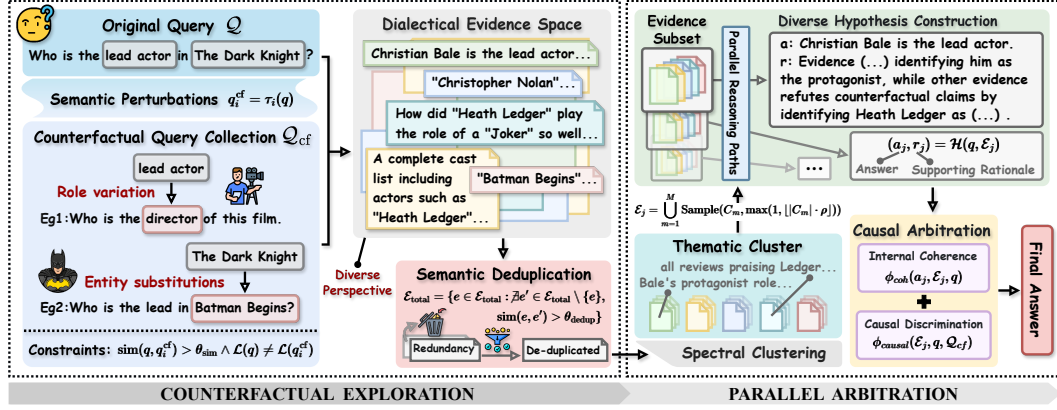 Original Query 𝒬
Who is the lead actor in The Dark Knight ?
Semantic Perturbations q_i^cf = τ_i(q)
Counterfactual Query Collection 𝒬_cf
lead actor
Role variation
Eg1:Who is the director of this film.
The Dark Knight
Entity substitutions
Eg2:Who is the lead in Batman Begins?
Constraints: sim(q, q_i^cf) > θ_sim ∧ ℒ(q) ≠ ℒ(q_i^cf)
Dialectical Evidence Space
Christian Bale is the lead actor...
"Christopher Nolan"...
How did "Heath Ledger" play
the role of a "Joker" so well...
A complete cast
list including
actors such as
"Heath Ledger"...
"Batman Begins"...
Diverse
Perspective
Semantic Deduplication
ℰ_total = {e ∈ ℰ_total : ∄e′ ∈ ℰ_total \ {e},
sim(e, e′) > θ_dedup}
Redundancy
De-duplicated
COUNTERFACTUAL EXPLORATION
Evidence
Subset
Parallel Reasoning Paths
Diverse Hypothesis Construction
a: Christian Bale is the lead actor.
r: Evidence (...) identifying him as
the protagonist, while other evidence
refutes counterfactual claims by
identifying Heath Ledger as (...) .
...
(a_j, r_j) = ℋ(q, ℰ_j)
Answer
Supporting Rationale
ℰ_j = ⋃_{m=1}^{M} Sample(C_m, max(1, ⌊|C_m| · ρ⌋))
Thematic Cluster
all reviews praising Ledger...
Bale's protagonist role...
Spectral Clustering
Causal Arbitration
Internal Coherence
ϕ_coh(a_j, ℰ_j, q)
+
Causal Discrimination
ϕ_causal(ℰ_j, q, 𝒬_cf)
Final Answer
PARALLEL ARBITRATION